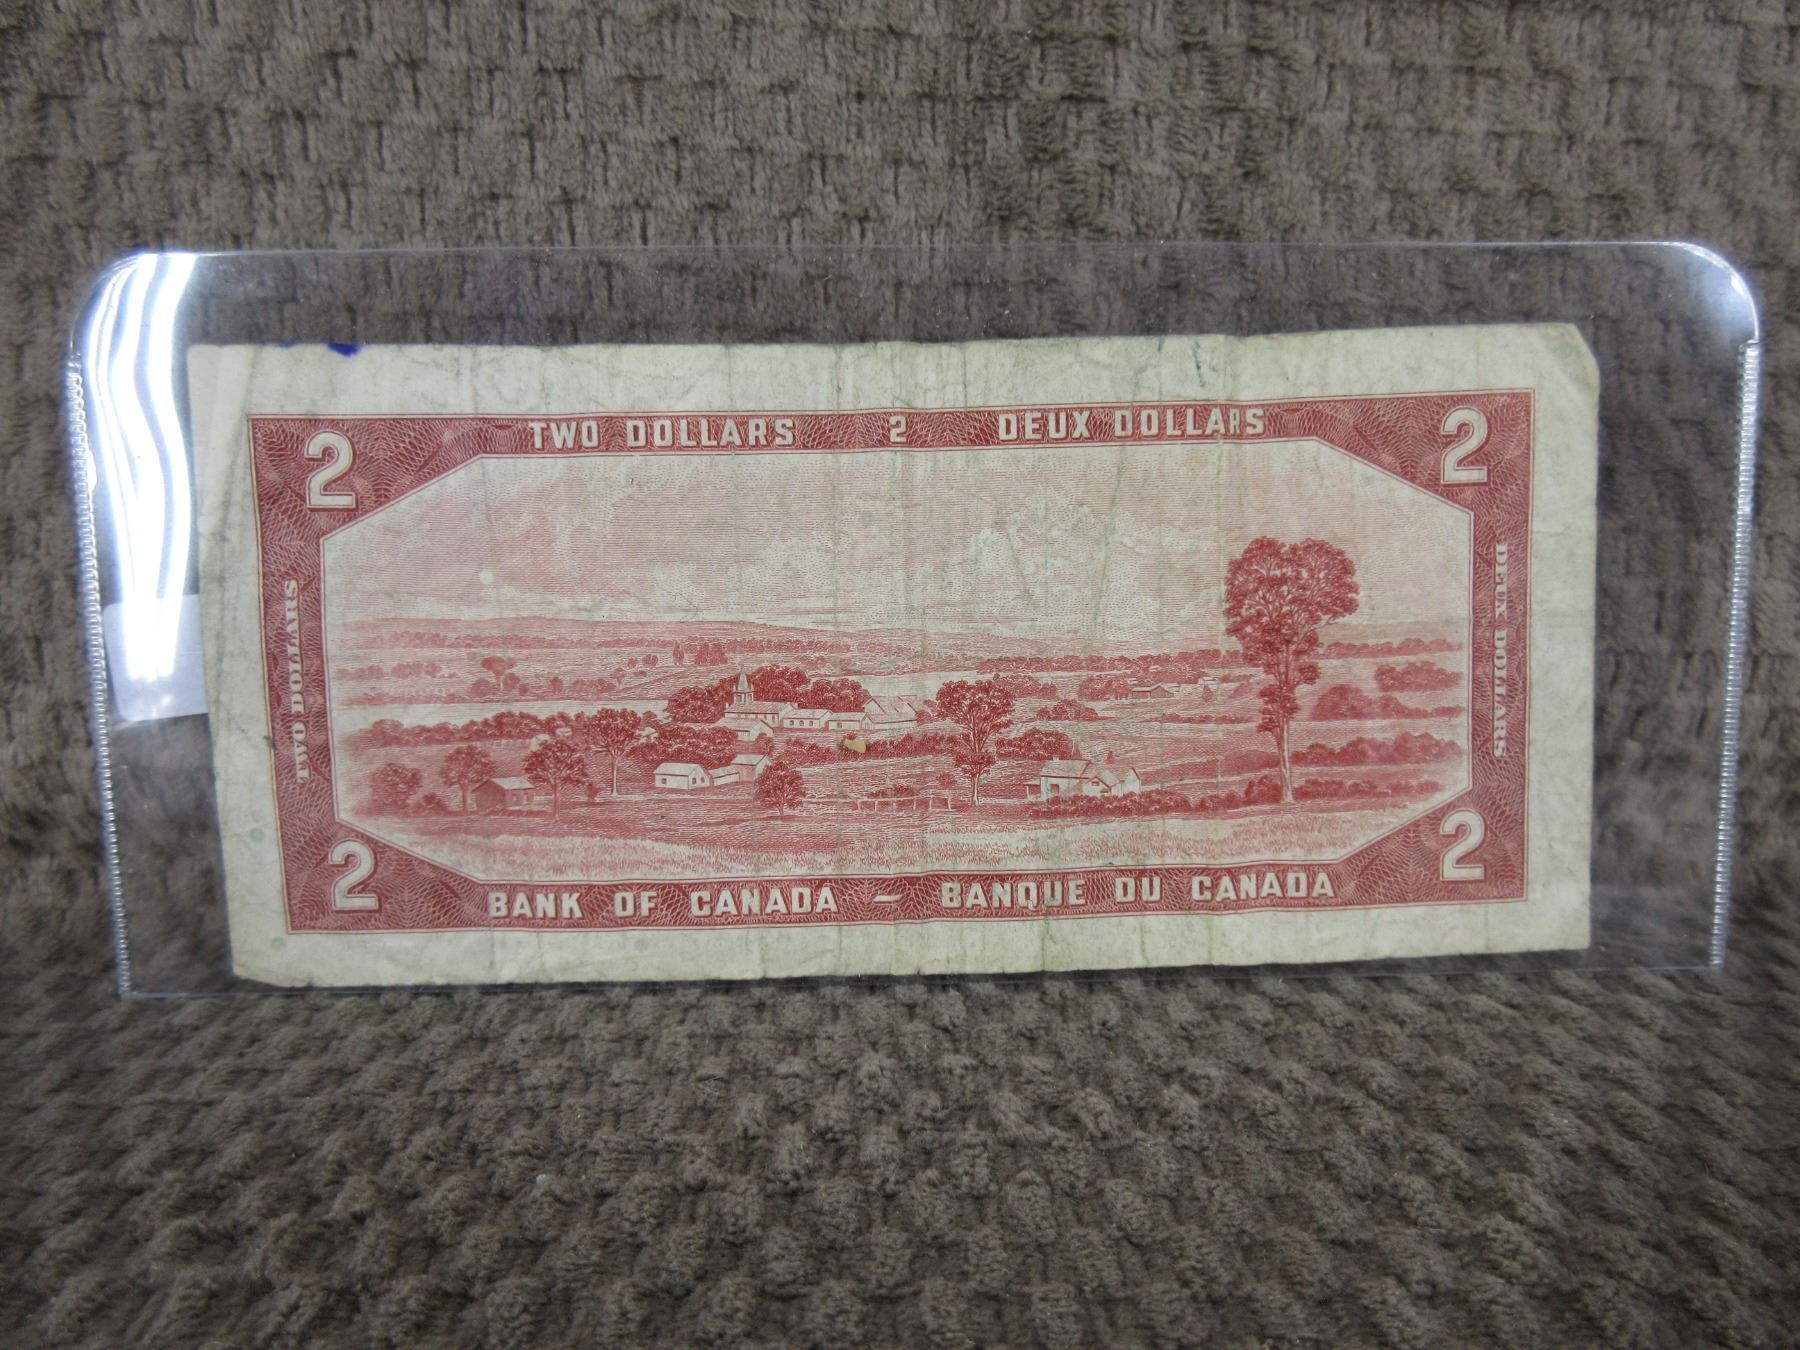 TWO DOLLARS 2 DEUX DOLLARS
2 2
TWO DOLLARS
DEUX DOLLARS
2 2
BANK OF CANADA – BANQUE DU CANADA